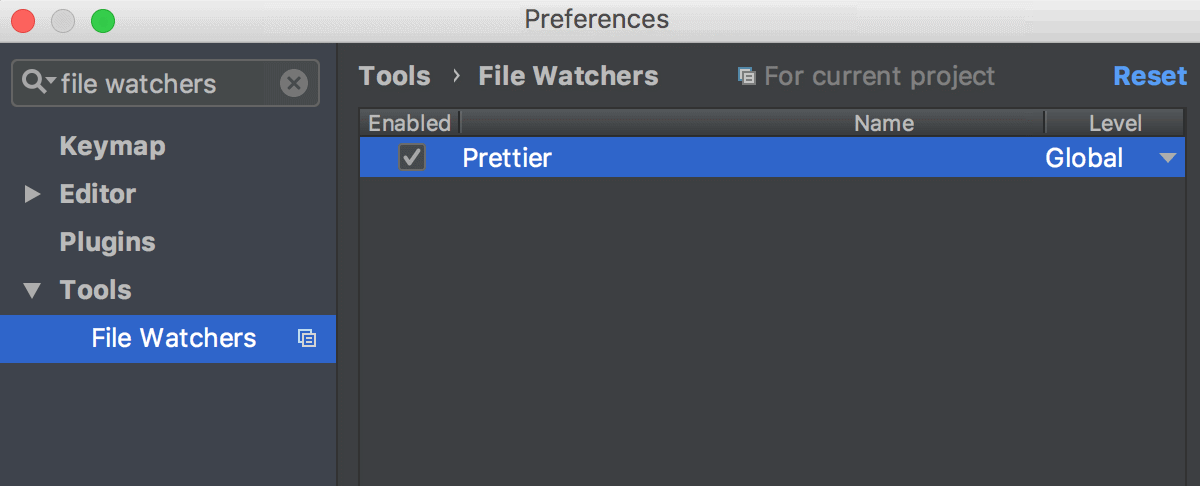 Preferences
file watchers
Keymap
Editor
Plugins
Tools
File Watchers
Tools › File Watchers For current project Reset
Enabled Name Level
Prettier Global